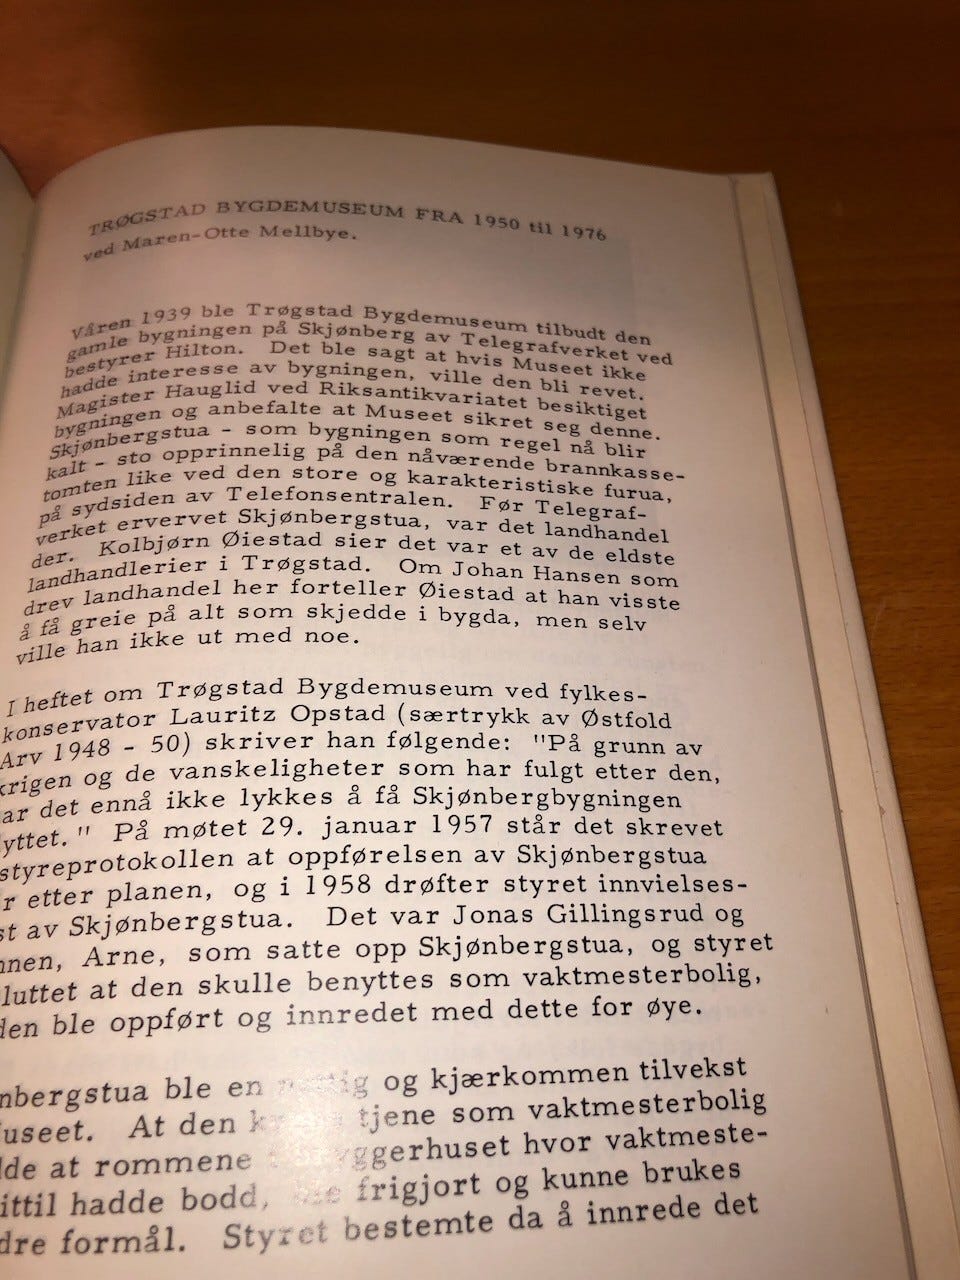 TRØGSTAD BYGDEMUSEUM FRA 1950 til 1976
ved Maren-Otte Mellbye.
Våren 1939 ble Trøgstad Bygdemuseum tilbudt den
gamle bygningen på Skjønberg av Telegrafverket ved
bestyrer Hilton. Det ble sagt at hvis Museet ikke
hadde interesse av bygningen, ville den bli revet.
Magister Hauglid ved Riksantikvariatet besiktiget
bygningen og anbefalte at Museet sikret seg denne.
Skjønbergstua - som bygningen som regel nå blir
kalt - sto opprinnelig på den nåværende brannkasse-
tomten like ved den store og karakteristiske furua,
på sydsiden av Telefonsentralen. Før Telegraf-
verket ervervet Skjønbergstua, var det landhandel
der. Kolbjørn Øiestad sier det var et av de eldste
landhandlerier i Trøgstad. Om Johan Hansen som
drev landhandel her forteller Øiestad at han visste
å få greie på alt som skjedde i bygda, men selv
ville han ikke ut med noe.
I heftet om Trøgstad Bygdemuseum ved fylkes-
konservator Lauritz Opstad (særtrykk av Østfold
Arv 1948 - 50) skriver han følgende: "På grunn av
krigen og de vanskeligheter som har fulgt etter den,
ar det ennå ikke lykkes å få Skjønbergbygningen
yttet." På møtet 29. januar 1957 står det skrevet
styreprotokollen at oppførelsen av Skjønbergstua
r etter planen, og i 1958 drøfter styret innvielses-
st av Skjønbergstua. Det var Jonas Gillingsrud og
nnen, Arne, som satte opp Skjønbergstua, og styret
luttet at den skulle benyttes som vaktmesterbolig,
den ble oppført og innredet med dette for øye.
nbergstua ble en og kjærkommen tilvekst
useet. At den tjene som vaktmesterbolig
dde at rommene hvor vaktmeste-
ittil hadde bodd, ble frigjort og kunne brukes
dre formål. Styret bestemte da å innrede det